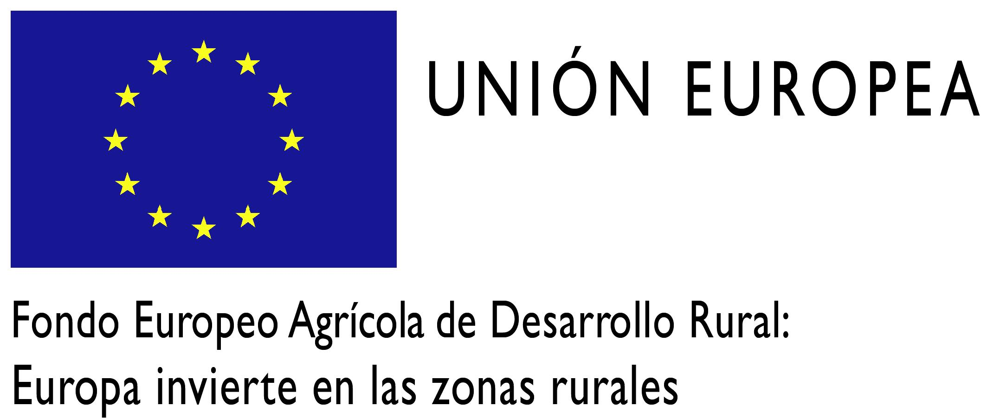 UNIÓN EUROPEA
Fondo Europeo Agrícola de Desarrollo Rural:
Europa invierte en las zonas rurales